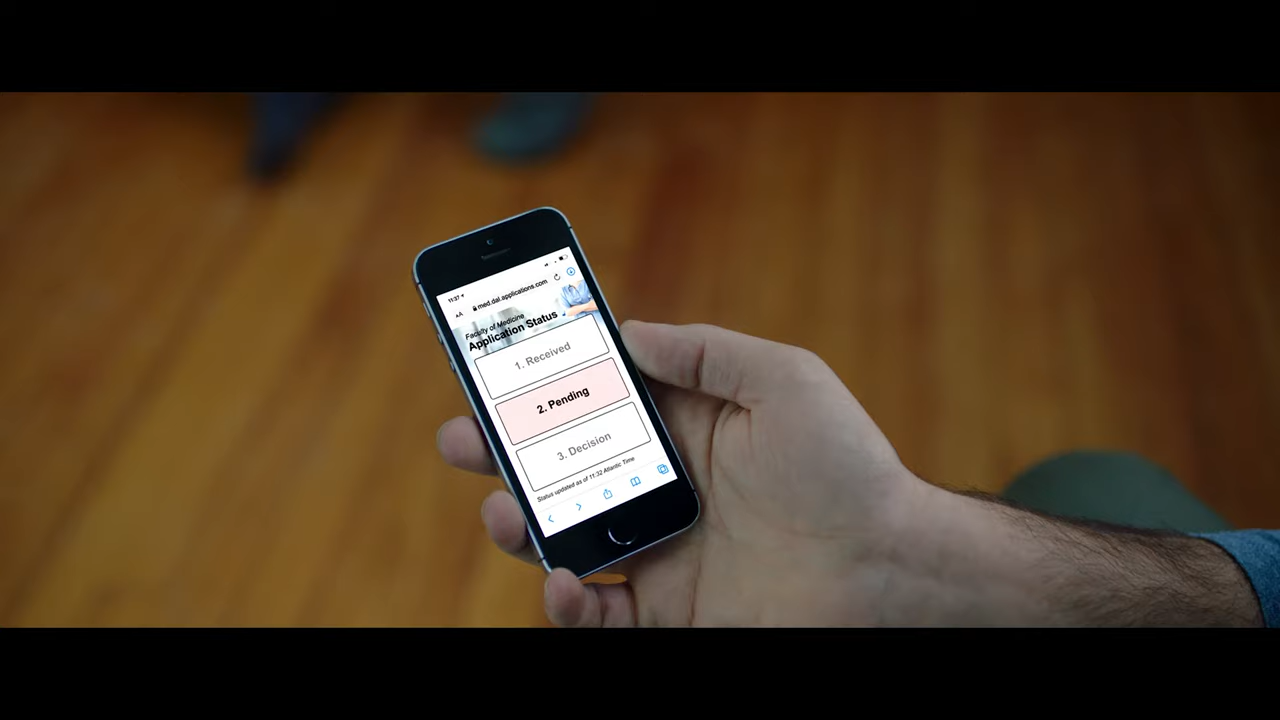 11:37
AA med.dal.applications.com
Faculty of Medicine
Application Status
1. Received
2. Pending
3. Decision
Status updated as of 11:32 Atlantic Time